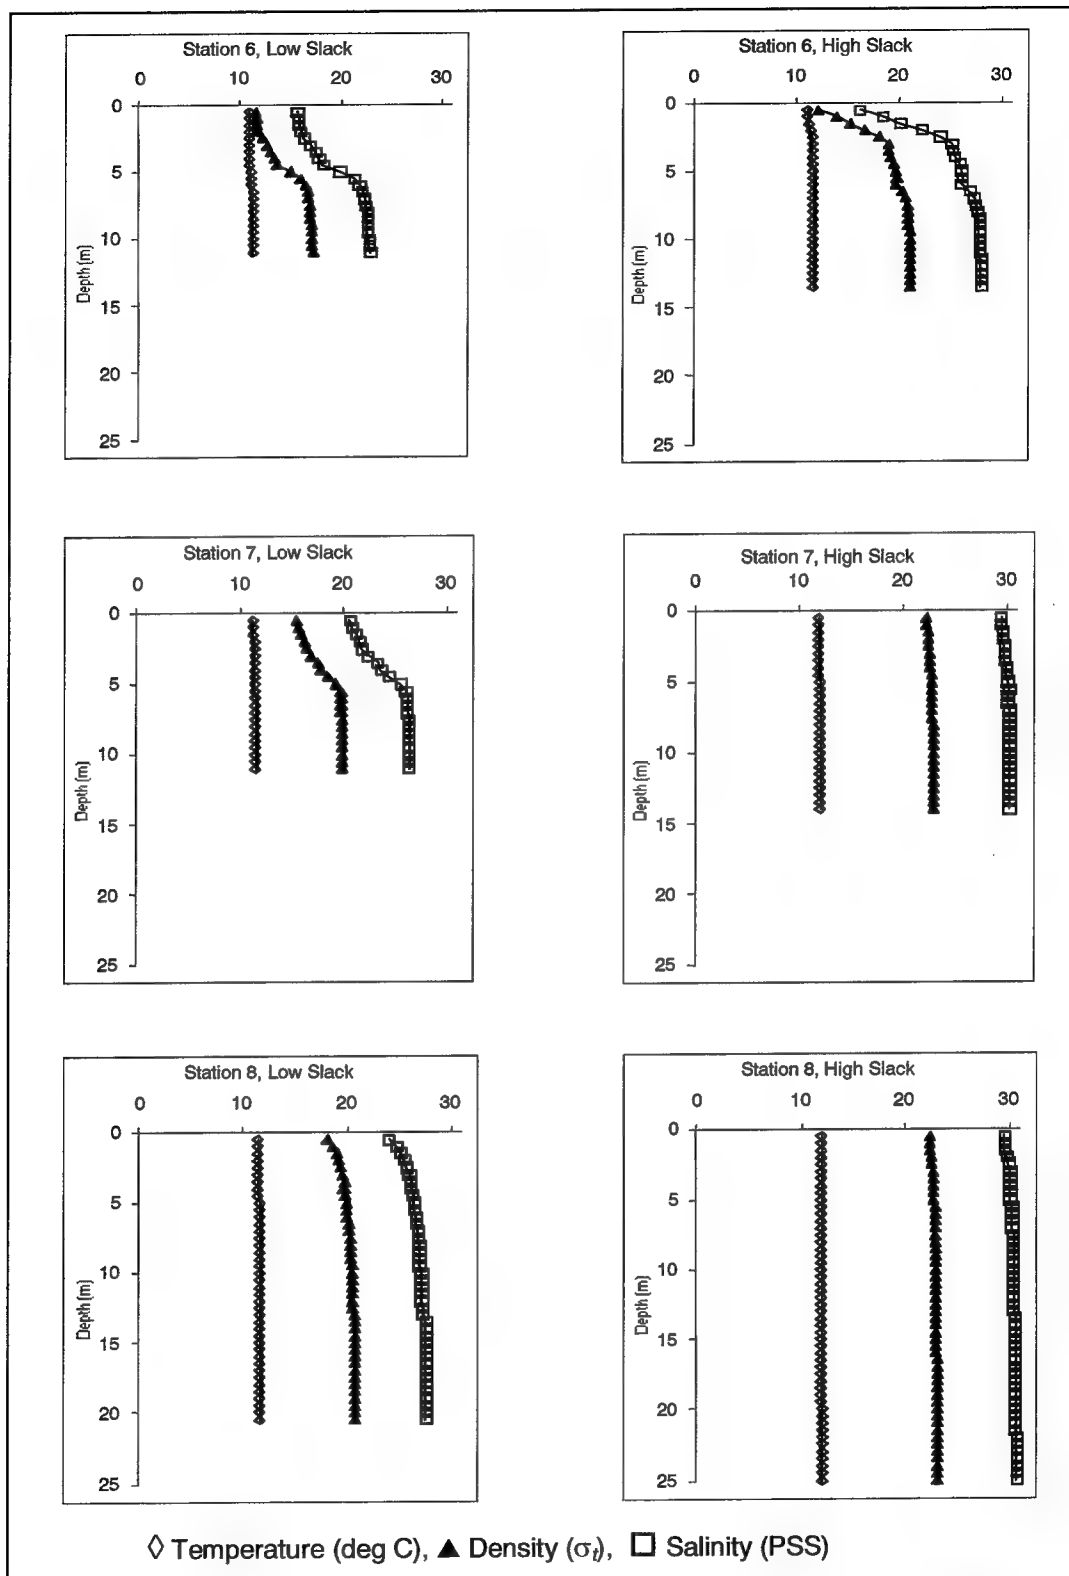 Station 6, Low Slack
0 10 20 30
0
5
10
15
20
25
Depth (m)
Station 6, High Slack
0 10 20 30
0
5
10
15
20
25
Depth (m)
Station 7, Low Slack
0 10 20 30
0
5
10
15
20
25
Depth (m)
Station 7, High Slack
0 10 20 30
0
5
10
15
20
25
Depth (m)
Station 8, Low Slack
0 10 20 30
0
5
10
15
20
25
Depth (m)
Station 8, High Slack
0 10 20 30
0
5
10
15
20
25
Depth (m)
Temperature (deg C), Density (σt), Salinity (PSS)